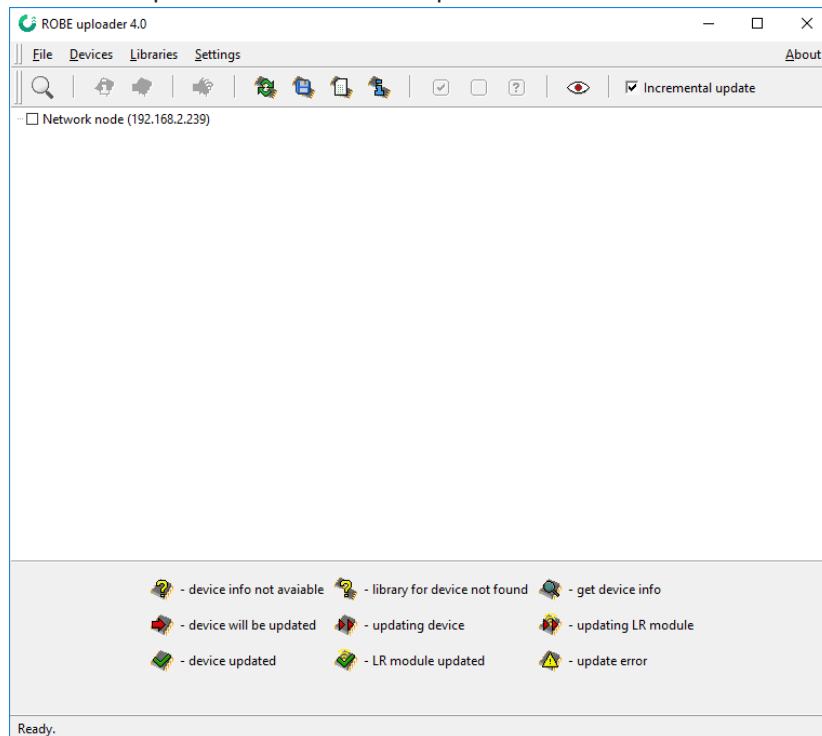 ROBE uploader 4.0
File Devices Libraries Settings About
Incremental update
Network node (192.168.2.239)
- device info not avaiable - library for device not found - get device info
- device will be updated - updating device - updating LR module
- device updated - LR module updated - update error
Ready.